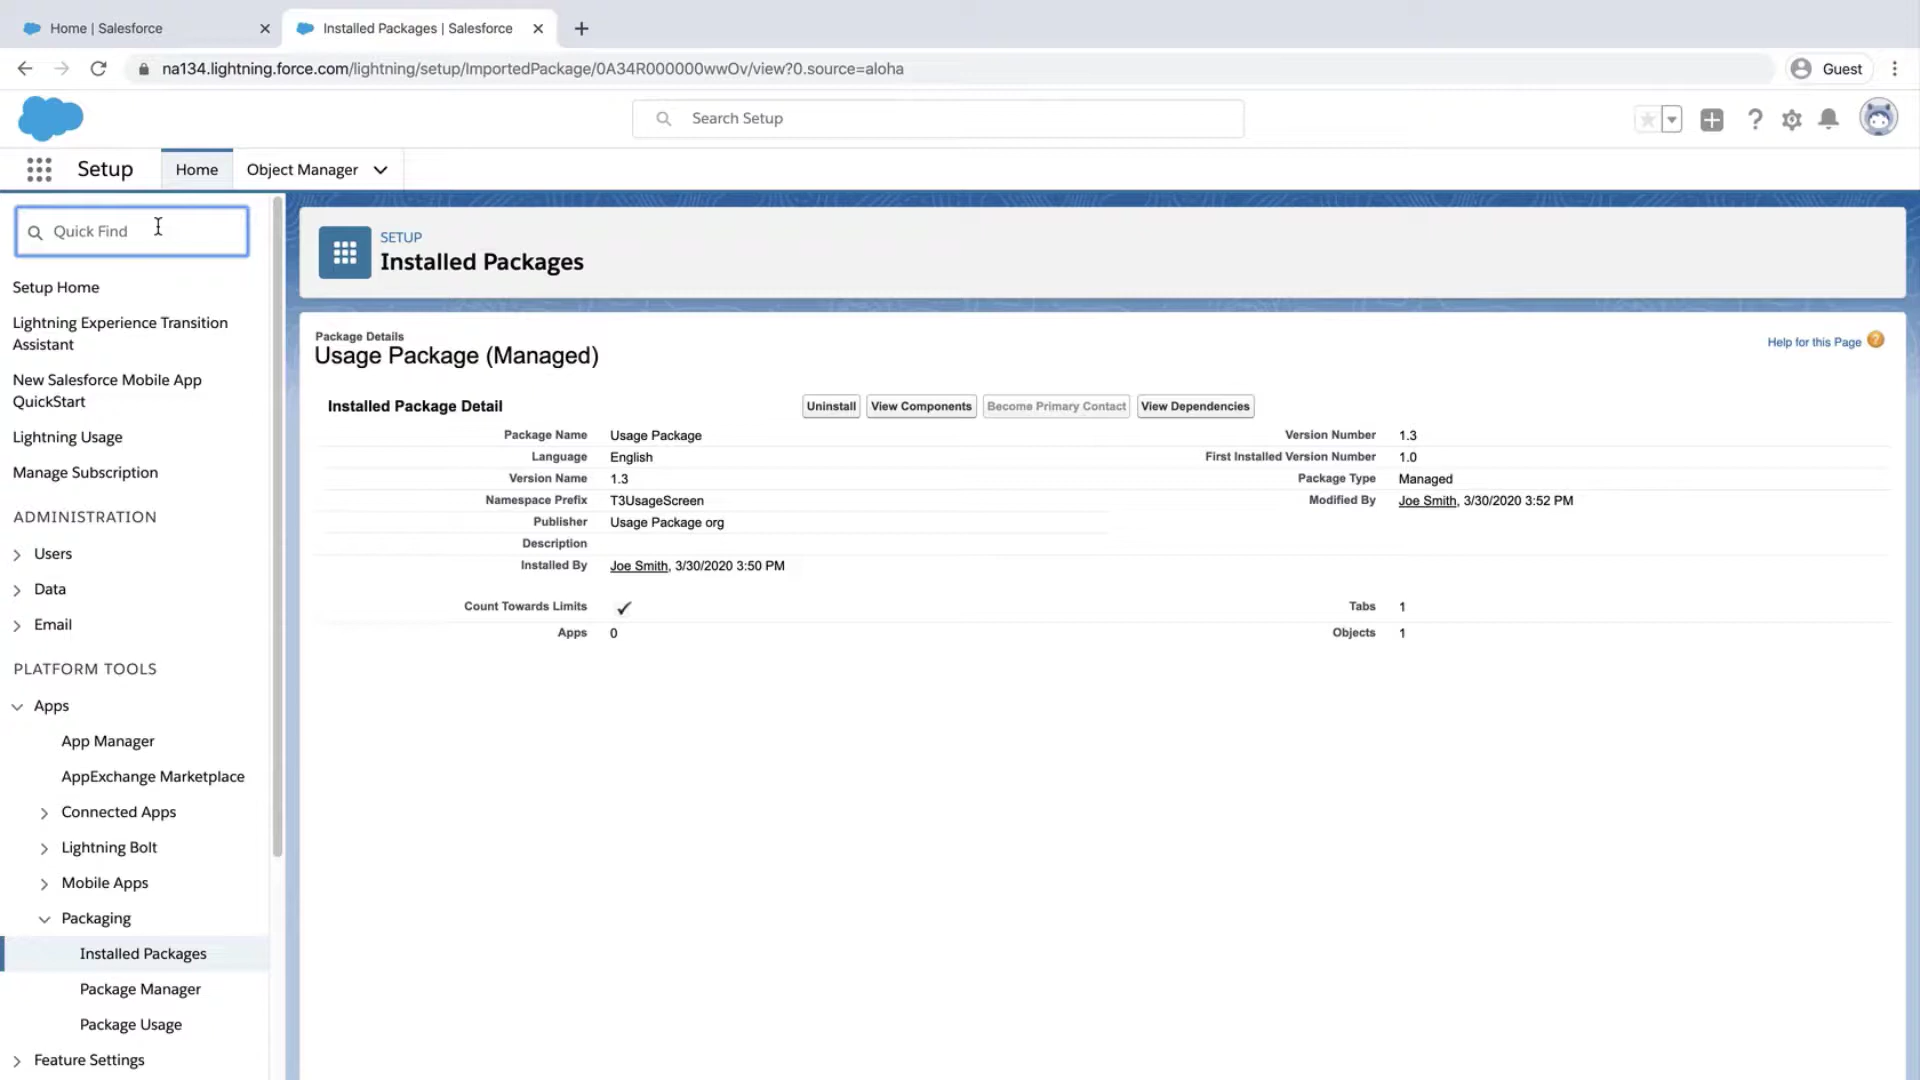 Home | Salesforce
Installed Packages | Salesforce
na134.lightning.force.com/lightning/setup/ImportedPackage/0A34R000000wwOv/view?0.source=aloha
Guest
Search Setup
Setup
Home
Object Manager
Quick Find
Setup Home
Lightning Experience Transition
Assistant
New Salesforce Mobile App
QuickStart
Lightning Usage
Manage Subscription
ADMINISTRATION
Users
Data
Email
PLATFORM TOOLS
Apps
App Manager
AppExchange Marketplace
Connected Apps
Lightning Bolt
Mobile Apps
Packaging
Installed Packages
Package Manager
Package Usage
Feature Settings
SETUP
Installed Packages
Package Details
Usage Package (Managed)
Help for this Page
Installed Package Detail
Uninstall View Components Become Primary Contact View Dependencies
Package Name Usage Package Version Number 1.3
Language English First Installed Version Number 1.0
Version Name 1.3 Package Type Managed
Namespace Prefix T3UsageScreen Modified By Joe Smith, 3/30/2020 3:52 PM
Publisher Usage Package org
Description
Installed By Joe Smith, 3/30/2020 3:50 PM
Count Towards Limits Tabs 1
Apps 0 Objects 1